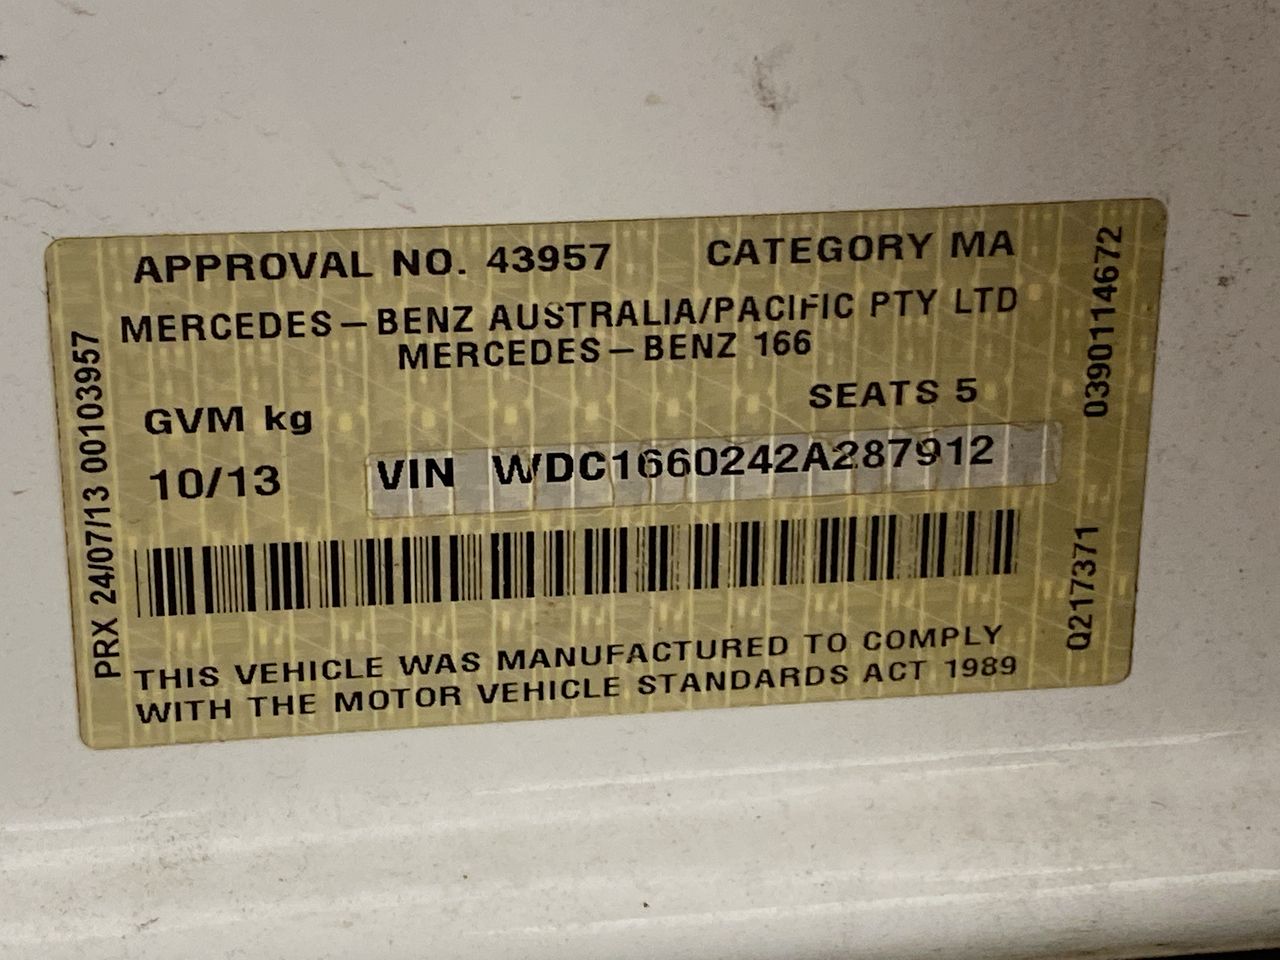 APPROVAL NO. 43957 CATEGORY MA
MERCEDES-BENZ AUSTRALIA/PACIFIC PTY LTD
MERCEDES-BENZ 166
SEATS 5
GVM kg
10/13 VIN WDC1660242A287912
THIS VEHICLE WAS MANUFACTURED TO COMPLY
WITH THE MOTOR VEHICLE STANDARDS ACT 1989
PRX 24/07/13 00103957
0390114672
Q217371